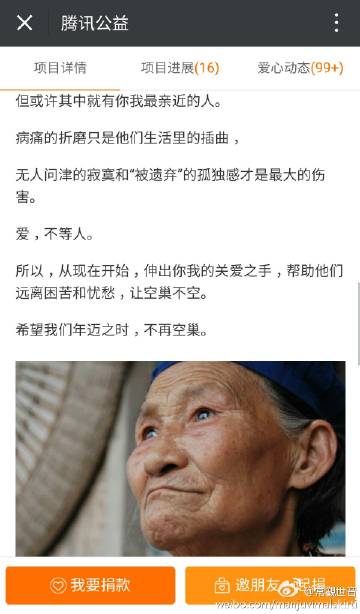 腾讯公益
项目详情 项目进展(16) 爱心动态(99+)
但或许其中就有你我最亲近的人。
病痛的折磨只是他们生活里的插曲，
无人问津的寂寞和“被遗弃”的孤独感才是最大的伤
害。
爱，不等人。
所以，从现在开始，伸出你我的关爱之手，帮助他们
远离困苦和忧愁，让空巢不空。
希望我们年迈之时，不再空巢。
我要捐款 邀朋友一起捐
@常觀世音
weibo.com/manjuvimalakirti